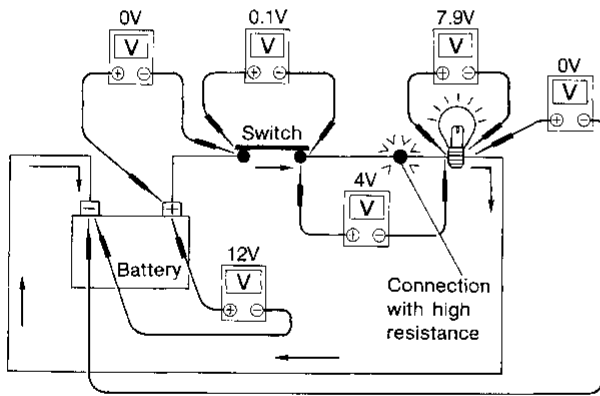 0V
0.1V
7.9V
0V
V
V
V
V
+ −
+ −
+ −
+ −
Switch
4V
V
+ −
− +
Battery
12V
V
+ −
Connection
with high
resistance